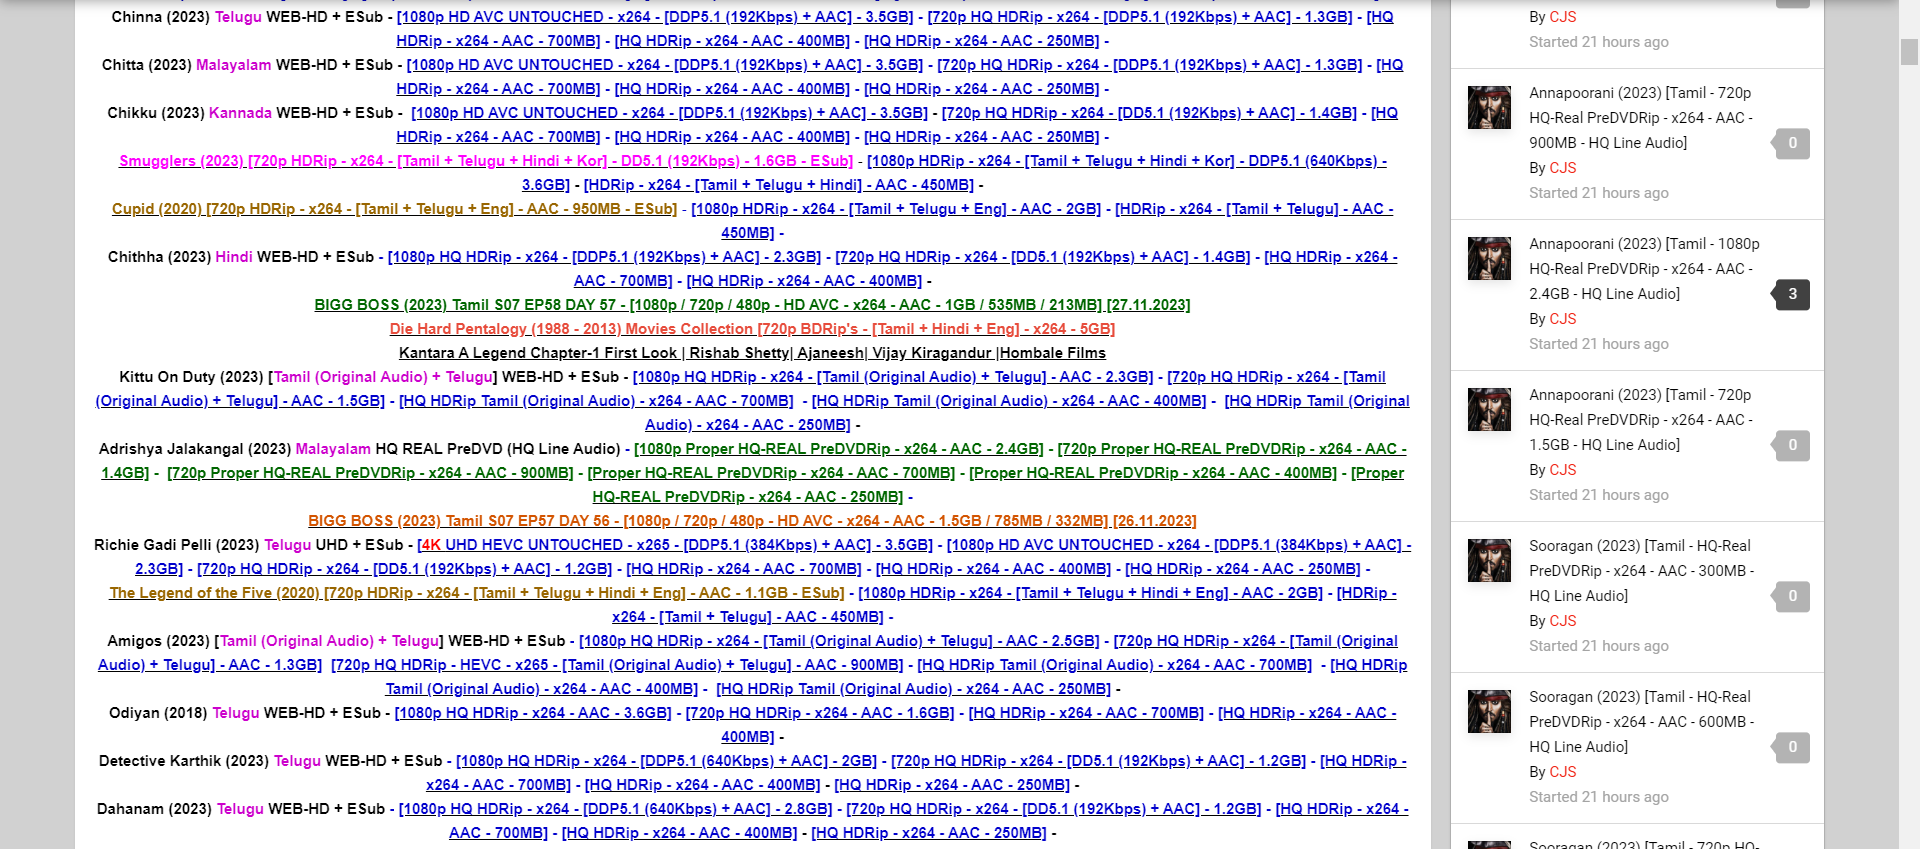 Chinna (2023) Telugu WEB-HD + ESub - [1080p HD AVC UNTOUCHED - x264 - [DDP5.1 (192Kbps) + AAC] - 3.5GB] - [720p HQ HDRip - x264 - [DDP5.1 (192Kbps) + AAC] - 1.3GB] - [HQ
HDRip - x264 - AAC - 700MB] - [HQ HDRip - x264 - AAC - 400MB] - [HQ HDRip - x264 - AAC - 250MB] -
Chitta (2023) Malayalam WEB-HD + ESub - [1080p HD AVC UNTOUCHED - x264 - [DDP5.1 (192Kbps) + AAC] - 3.5GB] - [720p HQ HDRip - x264 - [DDP5.1 (192Kbps) + AAC] - 1.3GB] - [HQ
HDRip - x264 - AAC - 700MB] - [HQ HDRip - x264 - AAC - 400MB] - [HQ HDRip - x264 - AAC - 250MB] -
Chikku (2023) Kannada WEB-HD + ESub - [1080p HD AVC UNTOUCHED - x264 - [DDP5.1 (192Kbps) + AAC] - 3.5GB] - [720p HQ HDRip - x264 - [DD5.1 (192Kbps) + AAC] - 1.4GB] - [HQ
HDRip - x264 - AAC - 700MB] - [HQ HDRip - x264 - AAC - 400MB] - [HQ HDRip - x264 - AAC - 250MB] -
Smugglers (2023) [720p HDRip - x264 - [Tamil + Telugu + Hindi + Kor] - DD5.1 (192Kbps) - 1.6GB - ESub] - [1080p HDRip - x264 - [Tamil + Telugu + Hindi + Kor] - DDP5.1 (640Kbps) -
3.6GB] - [HDRip - x264 - [Tamil + Telugu + Hindi] - AAC - 450MB] -
Cupid (2020) [720p HDRip - x264 - [Tamil + Telugu + Eng] - AAC - 950MB - ESub] - [1080p HDRip - x264 - [Tamil + Telugu + Eng] - AAC - 2GB] - [HDRip - x264 - [Tamil + Telugu] - AAC -
450MB] -
Chithha (2023) Hindi WEB-HD + ESub - [1080p HQ HDRip - x264 - [DDP5.1 (192Kbps) + AAC] - 2.3GB] - [720p HQ HDRip - x264 - [DD5.1 (192Kbps) + AAC] - 1.4GB] - [HQ HDRip - x264 -
AAC - 700MB] - [HQ HDRip - x264 - AAC - 400MB] -
BIGG BOSS (2023) Tamil S07 EP58 DAY 57 - [1080p / 720p / 480p - HD AVC - x264 - AAC - 1GB / 535MB / 213MB] [27.11.2023]
Die Hard Pentalogy (1988 - 2013) Movies Collection [720p BDRip's - [Tamil + Hindi + Eng] - x264 - 5GB]
Kantara A Legend Chapter-1 First Look | Rishab Shetty| Ajaneesh| Vijay Kiragandur |Hombale Films
Kittu On Duty (2023) [Tamil (Original Audio) + Telugu] WEB-HD + ESub - [1080p HQ HDRip - x264 - [Tamil (Original Audio) + Telugu] - AAC - 2.3GB] - [720p HQ HDRip - x264 - [Tamil
(Original Audio) + Telugu] - AAC - 1.5GB] - [HQ HDRip Tamil (Original Audio) - x264 - AAC - 700MB] - [HQ HDRip Tamil (Original Audio) - x264 - AAC - 400MB] - [HQ HDRip Tamil (Original
Audio) - x264 - AAC - 250MB] -
Adrishya Jalakangal (2023) Malayalam HQ REAL PreDVD (HQ Line Audio) - [1080p Proper HQ-REAL PreDVDRip - x264 - AAC - 2.4GB] - [720p Proper HQ-REAL PreDVDRip - x264 - AAC -
1.4GB] - [720p Proper HQ-REAL PreDVDRip - x264 - AAC - 900MB] - [Proper HQ-REAL PreDVDRip - x264 - AAC - 700MB] - [Proper HQ-REAL PreDVDRip - x264 - AAC - 400MB] - [Proper
HQ-REAL PreDVDRip - x264 - AAC - 250MB] -
BIGG BOSS (2023) Tamil S07 EP57 DAY 56 - [1080p / 720p / 480p - HD AVC - x264 - AAC - 1.5GB / 785MB / 332MB] [26.11.2023]
Richie Gadi Pelli (2023) Telugu UHD + ESub - [4K UHD HEVC UNTOUCHED - x265 - [DDP5.1 (384Kbps) + AAC] - 3.5GB] - [1080p HD AVC UNTOUCHED - x264 - [DDP5.1 (384Kbps) + AAC] -
2.3GB] - [720p HQ HDRip - x264 - [DD5.1 (192Kbps) + AAC] - 1.2GB] - [HQ HDRip - x264 - AAC - 700MB] - [HQ HDRip - x264 - AAC - 400MB] - [HQ HDRip - x264 - AAC - 250MB] -
The Legend of the Five (2020) [720p HDRip - x264 - [Tamil + Telugu + Hindi + Eng] - AAC - 1.1GB - ESub] - [1080p HDRip - x264 - [Tamil + Telugu + Hindi + Eng] - AAC - 2GB] - [HDRip -
x264 - [Tamil + Telugu] - AAC - 450MB] -
Amigos (2023) [Tamil (Original Audio) + Telugu] WEB-HD + ESub - [1080p HQ HDRip - x264 - [Tamil (Original Audio) + Telugu] - AAC - 2.5GB] - [720p HQ HDRip - x264 - [Tamil (Original
Audio) + Telugu] - AAC - 1.3GB] [720p HQ HDRip - HEVC - x265 - [Tamil (Original Audio) + Telugu] - AAC - 900MB] - [HQ HDRip Tamil (Original Audio) - x264 - AAC - 700MB] - [HQ HDRip
Tamil (Original Audio) - x264 - AAC - 400MB] - [HQ HDRip Tamil (Original Audio) - x264 - AAC - 250MB] -
Odiyan (2018) Telugu WEB-HD + ESub - [1080p HQ HDRip - x264 - AAC - 3.6GB] - [720p HQ HDRip - x264 - AAC - 1.6GB] - [HQ HDRip - x264 - AAC - 700MB] - [HQ HDRip - x264 - AAC -
400MB] -
Detective Karthik (2023) Telugu WEB-HD + ESub - [1080p HQ HDRip - x264 - [DDP5.1 (640Kbps) + AAC] - 2GB] - [720p HQ HDRip - x264 - [DD5.1 (192Kbps) + AAC] - 1.2GB] - [HQ HDRip -
x264 - AAC - 700MB] - [HQ HDRip - x264 - AAC - 400MB] - [HQ HDRip - x264 - AAC - 250MB] -
Dahanam (2023) Telugu WEB-HD + ESub - [1080p HQ HDRip - x264 - [DDP5.1 (640Kbps) + AAC] - 2.8GB] - [720p HQ HDRip - x264 - [DD5.1 (192Kbps) + AAC] - 1.2GB] - [HQ HDRip - x264 -
AAC - 700MB] - [HQ HDRip - x264 - AAC - 400MB] - [HQ HDRip - x264 - AAC - 250MB] -
By CJS
Started 21 hours ago
Annapoorani (2023) [Tamil - 720p
HQ-Real PreDVDRip - x264 - AAC -
900MB - HQ Line Audio]
0
By CJS
Started 21 hours ago
Annapoorani (2023) [Tamil - 1080p
HQ-Real PreDVDRip - x264 - AAC -
2.4GB - HQ Line Audio]
3
By CJS
Started 21 hours ago
Annapoorani (2023) [Tamil - 720p
HQ-Real PreDVDRip - x264 - AAC -
1.5GB - HQ Line Audio]
0
By CJS
Started 21 hours ago
Sooragan (2023) [Tamil - HQ-Real
PreDVDRip - x264 - AAC - 300MB -
HQ Line Audio]
0
By CJS
Started 21 hours ago
Sooragan (2023) [Tamil - HQ-Real
PreDVDRip - x264 - AAC - 600MB -
HQ Line Audio]
0
By CJS
Started 21 hours ago
Sooragan (2023) [Tamil - 720p HQ-